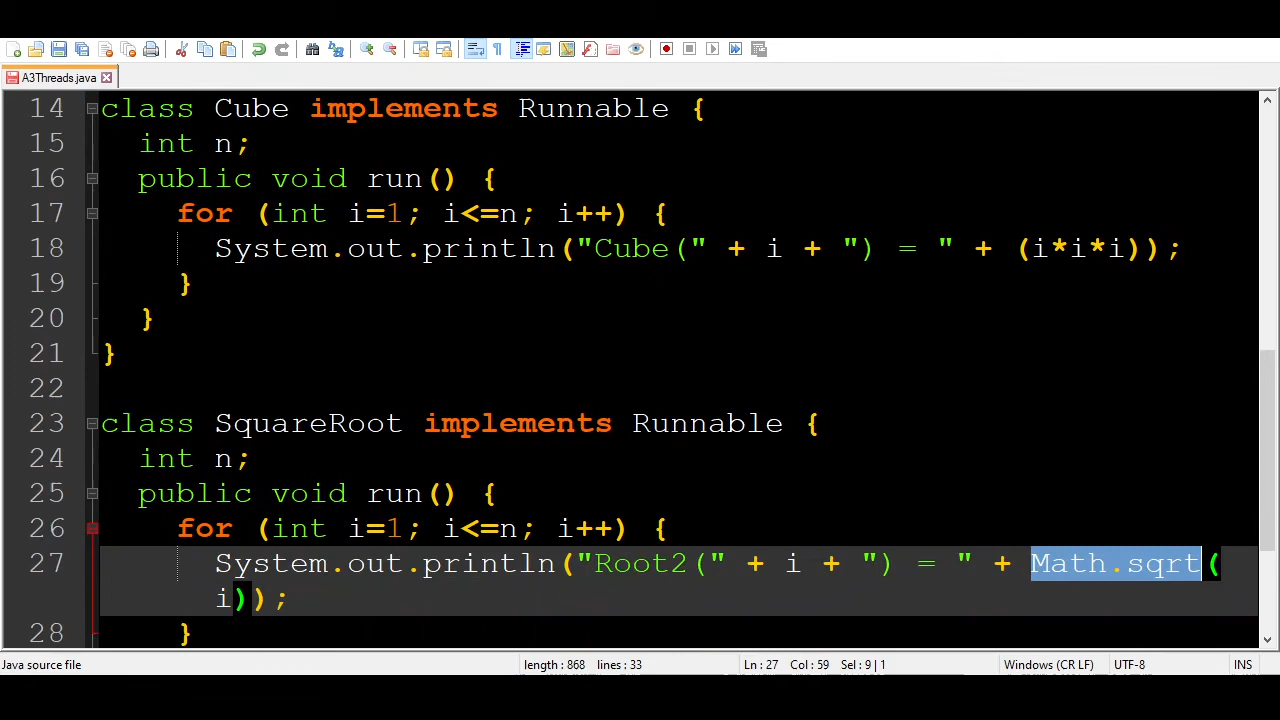 A3Threads.java
14 class Cube implements Runnable {
15 int n;
16 public void run() {
17 for (int i=1; i<=n; i++) {
18 System.out.println("Cube(" + i + ") = " + (i*i*i));
19 }
20 }
21 }
22
23 class SquareRoot implements Runnable {
24 int n;
25 public void run() {
26 for (int i=1; i<=n; i++) {
27 System.out.println("Root2(" + i + ") = " + Math.sqrt(
i));
28 }
Java source file length : 868 lines : 33 Ln : 27 Col : 59 Sel : 9 | 1 Windows (CR LF) UTF-8 INS